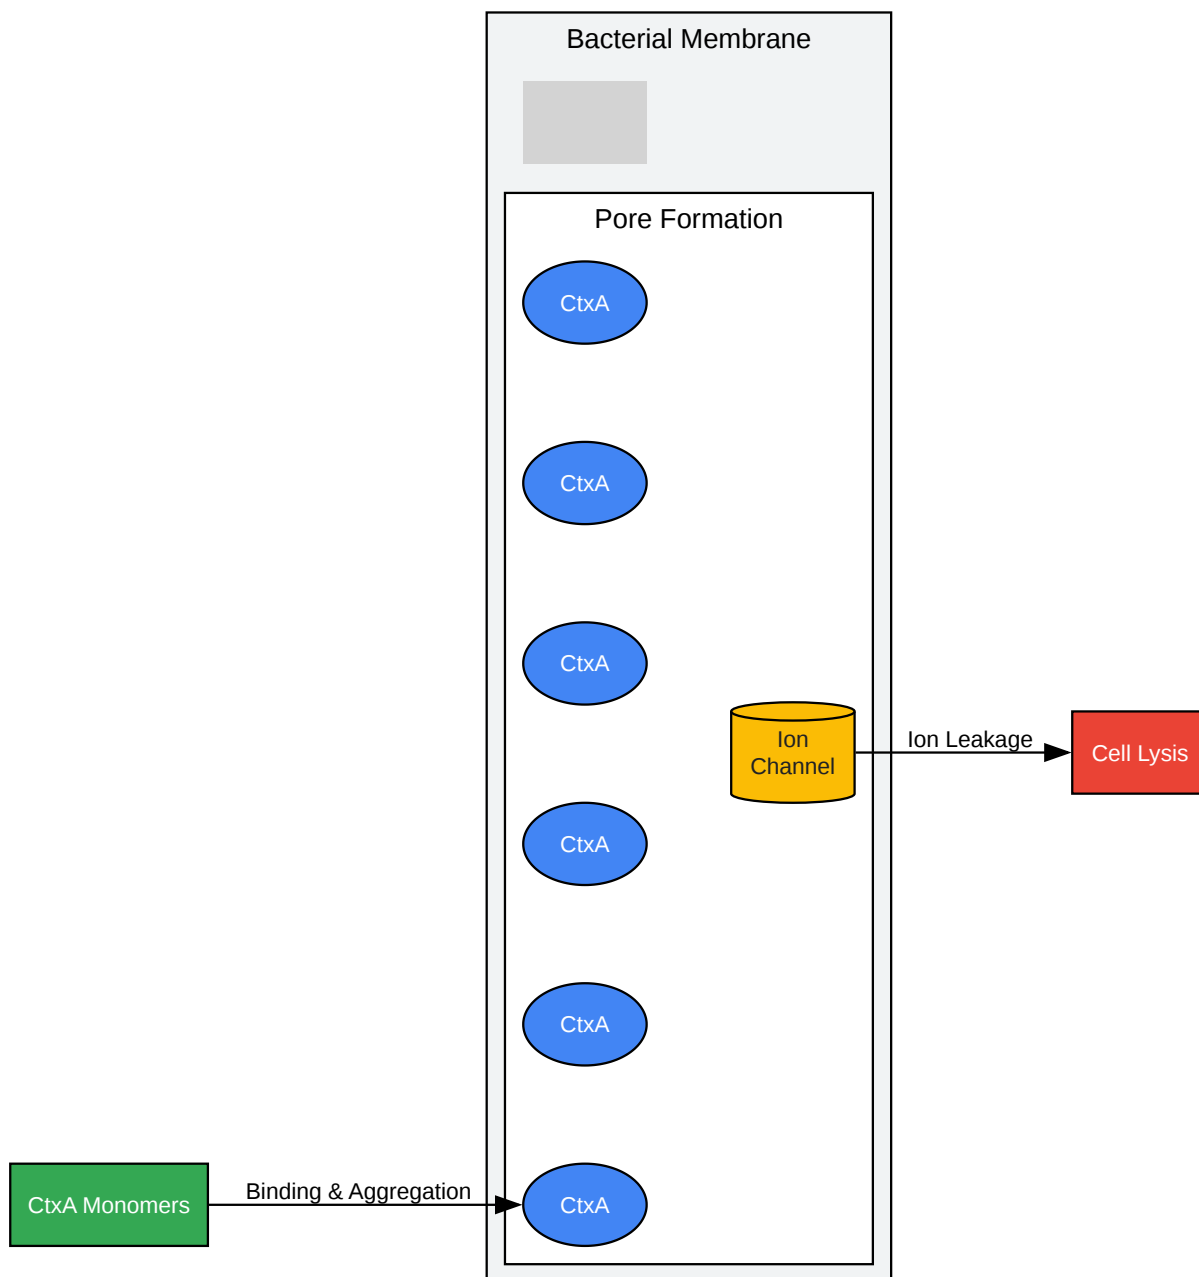 Bacterial Membrane
Pore Formation
CtxA
CtxA
CtxA
Ion
Channel
Ion Leakage
Cell Lysis
CtxA
CtxA
CtxA Monomers
Binding & Aggregation
CtxA